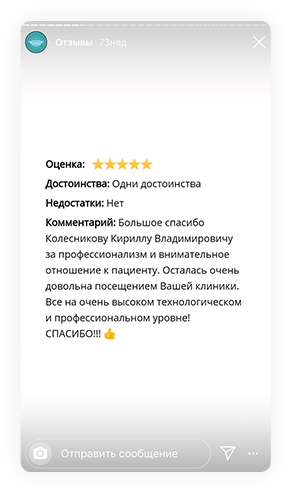 Отзывы 73нед.
Оценка: ⭐⭐⭐⭐⭐
Достоинства: Одни достоинства
Недостатки: Нет
Комментарий: Большое спасибо
Колесникову Кириллу Владимировичу
за профессионализм и внимательное
отношение к пациенту. Осталась очень
довольна посещением Вашей клиники.
Все на очень высоком технологическом
и профессиональном уровне!
СПАСИБО!!! 👍
Отправить сообщение